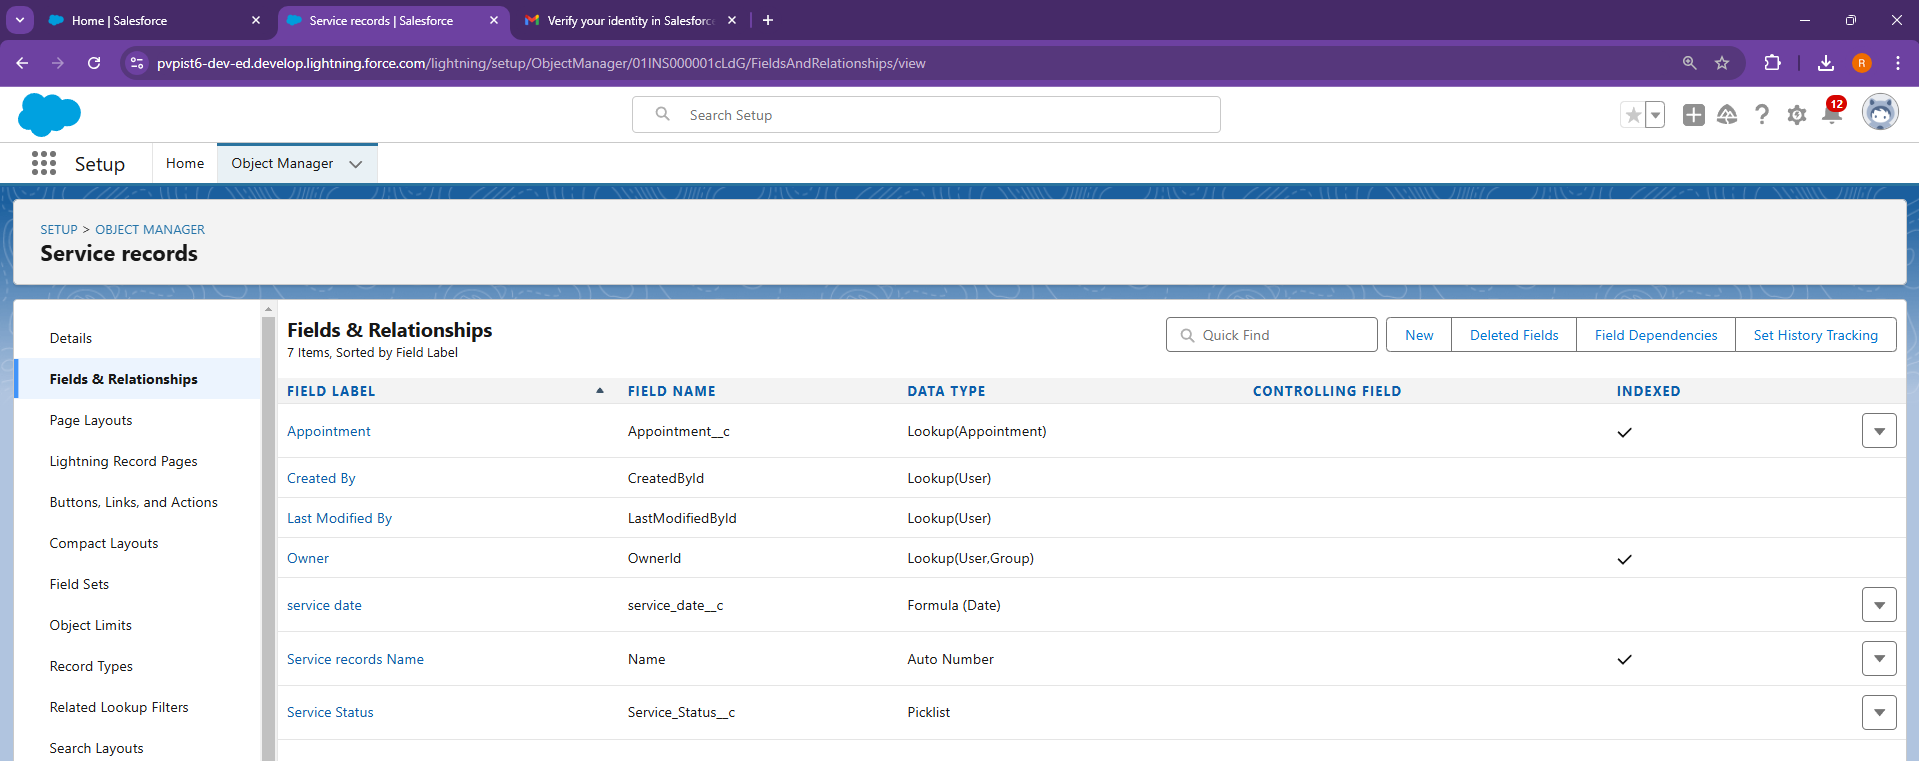 Home | Salesforce
Service records | Salesforce
Verify your identity in Salesforc
pvpist6-dev-ed.develop.lightning.force.com/lightning/setup/ObjectManager/01INS000001cLdG/FieldsAndRelationships/view
R
Search Setup
12
Setup
Home
Object Manager
SETUP > OBJECT MANAGER
Service records
Details
Fields & Relationships
Page Layouts
Lightning Record Pages
Buttons, Links, and Actions
Compact Layouts
Field Sets
Object Limits
Record Types
Related Lookup Filters
Search Layouts
Fields & Relationships
7 Items, Sorted by Field Label
Quick Find
New
Deleted Fields
Field Dependencies
Set History Tracking
FIELD LABEL FIELD NAME DATA TYPE CONTROLLING FIELD INDEXED
Appointment Appointment__c Lookup(Appointment)
Created By CreatedById Lookup(User)
Last Modified By LastModifiedById Lookup(User)
Owner OwnerId Lookup(User,Group)
service date service_date__c Formula (Date)
Service records Name Name Auto Number
Service Status Service_Status__c Picklist